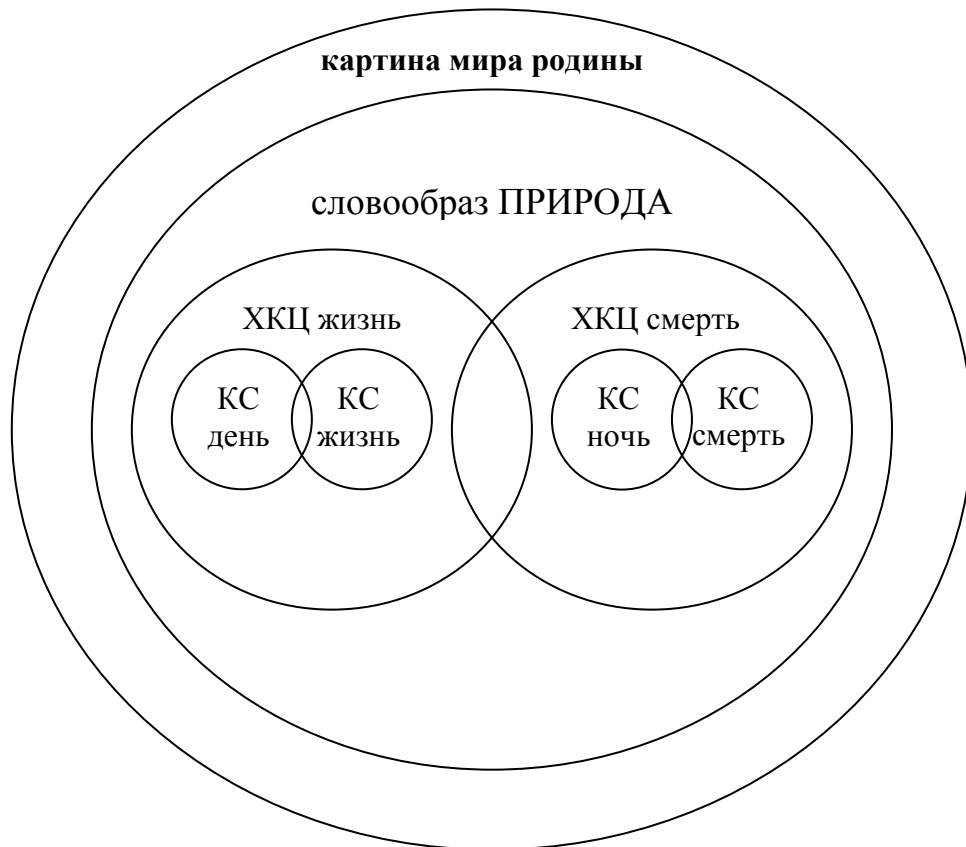 картина мира родины
словообраз ПРИРОДА
ХКЦ жизнь
ХКЦ смерть
КС
день
КС
жизнь
КС
ночь
КС
смерть